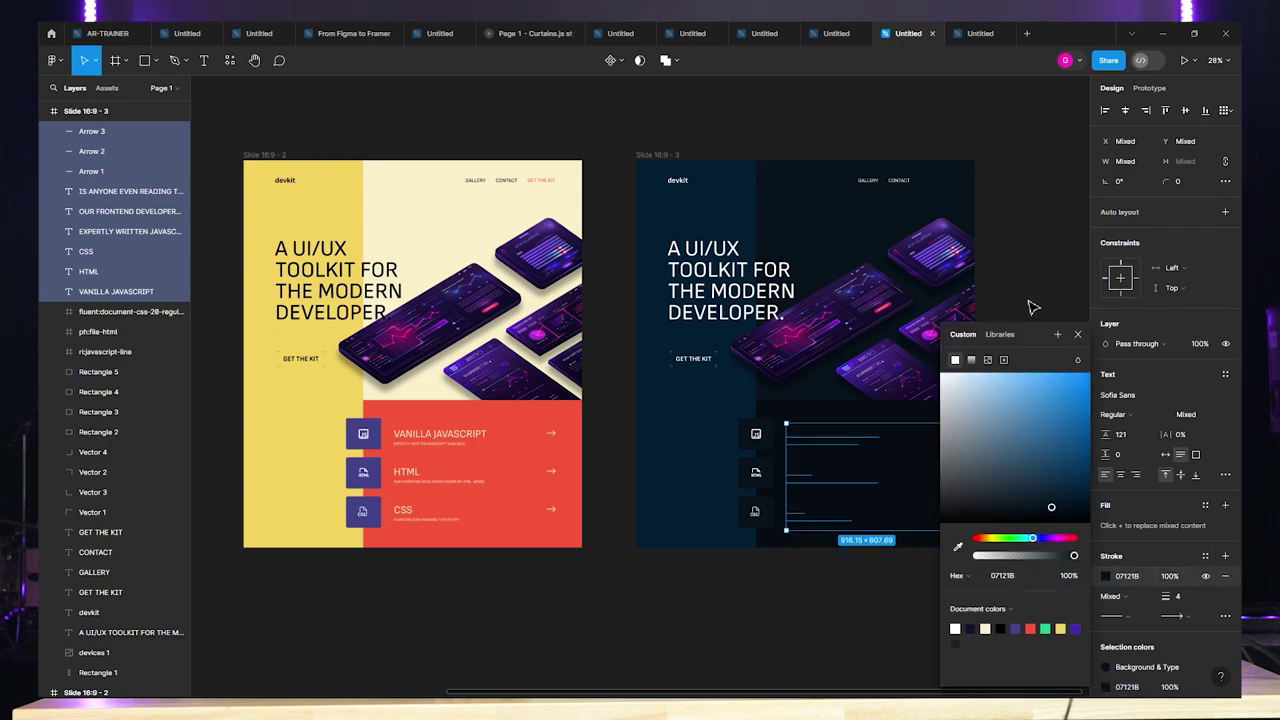 AR-TRAINER
Untitled
Untitled
From Figma to Framer
Untitled
Page 1 - Curtains.js s
Untitled
Untitled
Untitled
Untitled
Untitled
Untitled
G
Share
28%
Layers
Assets
Page 1
Slide 16:9 - 3
Arrow 3
Arrow 2
Arrow 1
IS ANYONE EVEN READING T...
OUR FRONTEND DEVELOPER...
EXPERTLY WRITTEN JAVASC...
CSS
HTML
VANILLA JAVASCRIPT
fluent:document-css-20-regul...
ph:file-html
ri:javascript-line
Rectangle 5
Rectangle 4
Rectangle 3
Rectangle 2
Vector 4
Vector 2
Vector 3
Vector 1
GET THE KIT
CONTACT
GALLERY
GET THE KIT
devkit
A UI/UX TOOLKIT FOR THE M...
devices 1
Rectangle 1
Slide 16:9 - 2
Slide 16:9 - 2
devkit
GALLERY
CONTACT
GET THE KIT
A UI/UX
TOOLKIT FOR
THE MODERN
DEVELOPER.
GET THE KIT
JS
VANILLA JAVASCRIPT
EXPERTLY WRITTEN JAVASCRIPT AVAILABLE.
HTML
HTML
CSS
CSS
IS ANYONE EVEN READING THIS STUFF?
Slide 16:9 - 3
devkit
GALLERY
CONTACT
A UI/UX
TOOLKIT FOR
THE MODERN
DEVELOPER.
GET THE KIT
JS
HTML
CSS
916.15 × 607.69
Custom
Libraries
Hex
07121B
100%
Document colors
Design
Prototype
X Mixed
Y Mixed
W Mixed
H Mixed
0°
0
Auto layout
Constraints
Left
Top
Layer
Pass through
100%
Text
Sofia Sans
Regular
Mixed
0%
0
Fill
Click + to replace mixed content
Stroke
07121B
100%
Mixed
4
Selection colors
Background & Type
07121B
100%
?